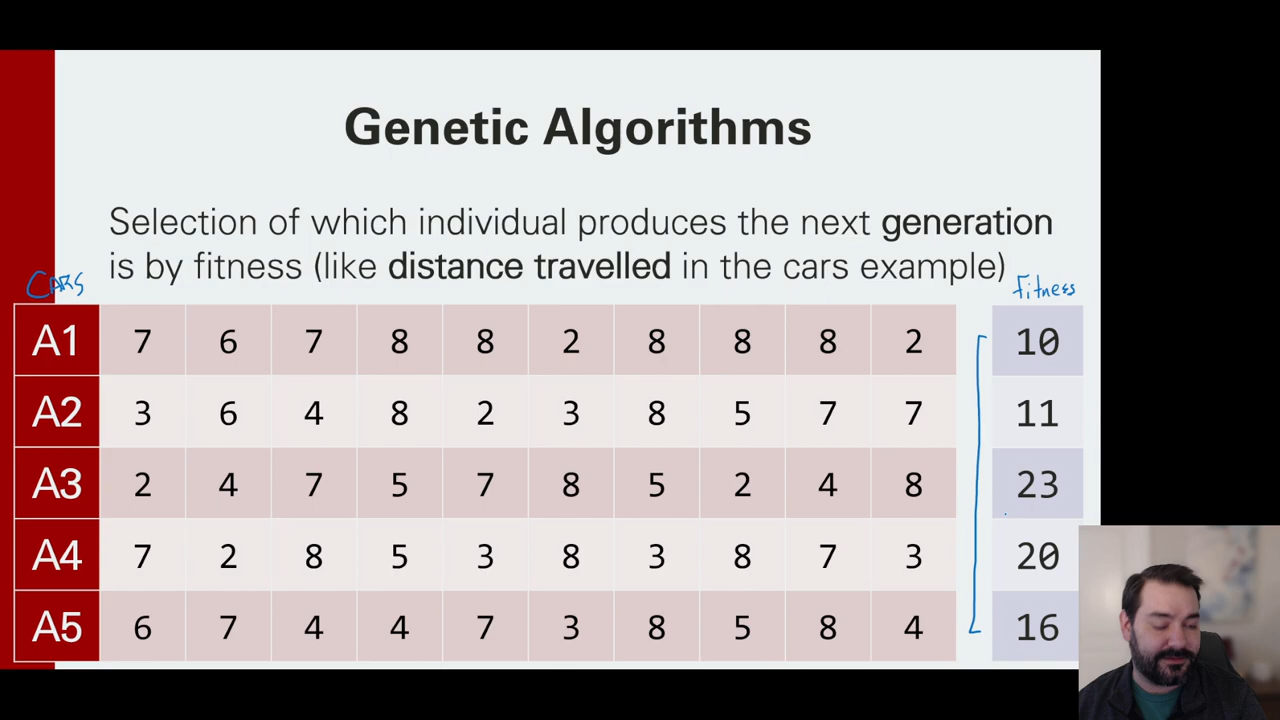 Genetic Algorithms
Selection of which individual produces the next generation
is by fitness (like distance travelled in the cars example)
CARS
fitness
A1 7 6 7 8 8 2 8 8 8 2 10
A2 3 6 4 8 2 3 8 5 7 7 11
A3 2 4 7 5 7 8 5 2 4 8 23
A4 7 2 8 5 3 8 3 8 7 3 20
A5 6 7 4 4 7 3 8 5 8 4 16